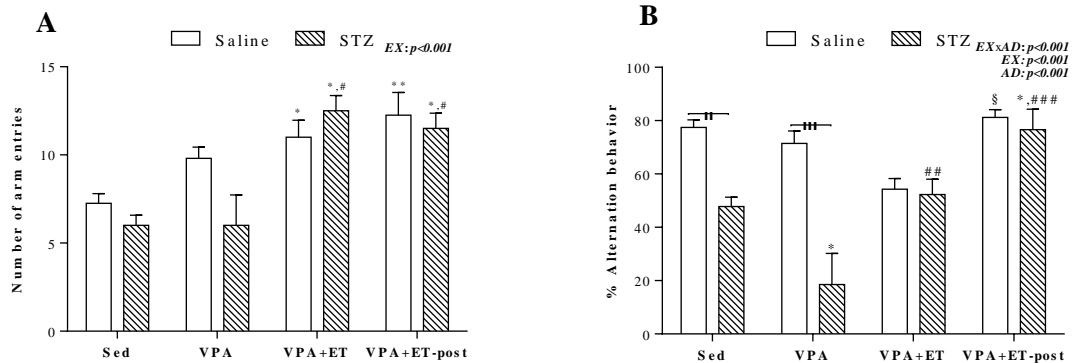 A
Saline STZ
EX:p<0.001
Number of arm entries
15
10
5
0
*
*,#
**
*,#
Sed VPA VPA+ET VPA+ET-post
B
Saline STZ
EXxAD:p<0.001
EX:p<0.001
AD:p<0.001
% Alternation behavior
100
80
60
40
20
0
*
##
§
*,###
Sed VPA VPA+ET VPA+ET-post